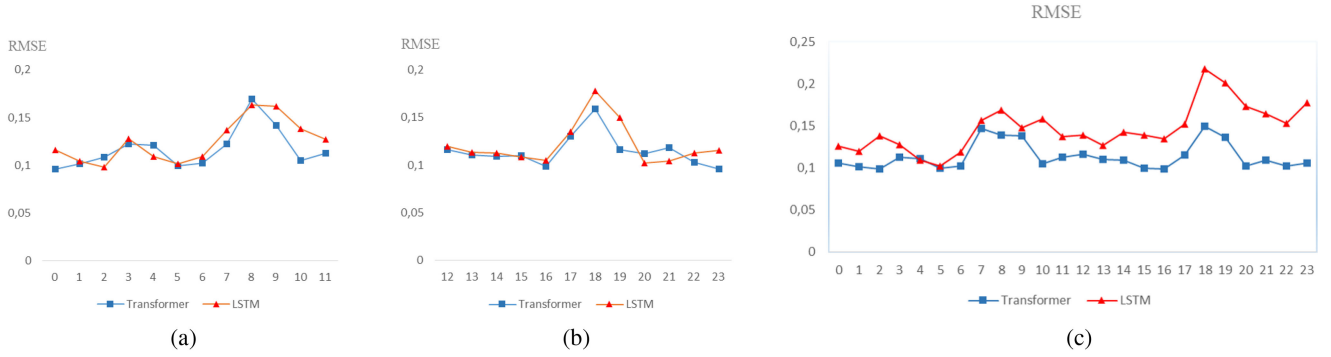 RMSE
0,2
0,15
0,1
0,05
0
0 1 2 3 4 5 6 7 8 9 10 11
Transformer LSTM
(a)
RMSE
0,2
0,15
0,1
0,05
0
12 13 14 15 16 17 18 19 20 21 22 23
Transformer LSTM
(b)
RMSE
0,25
0,2
0,15
0,1
0,05
0
0 1 2 3 4 5 6 7 8 9 10 11 12 13 14 15 16 17 18 19 20 21 22 23
Transformer LSTM
(c)